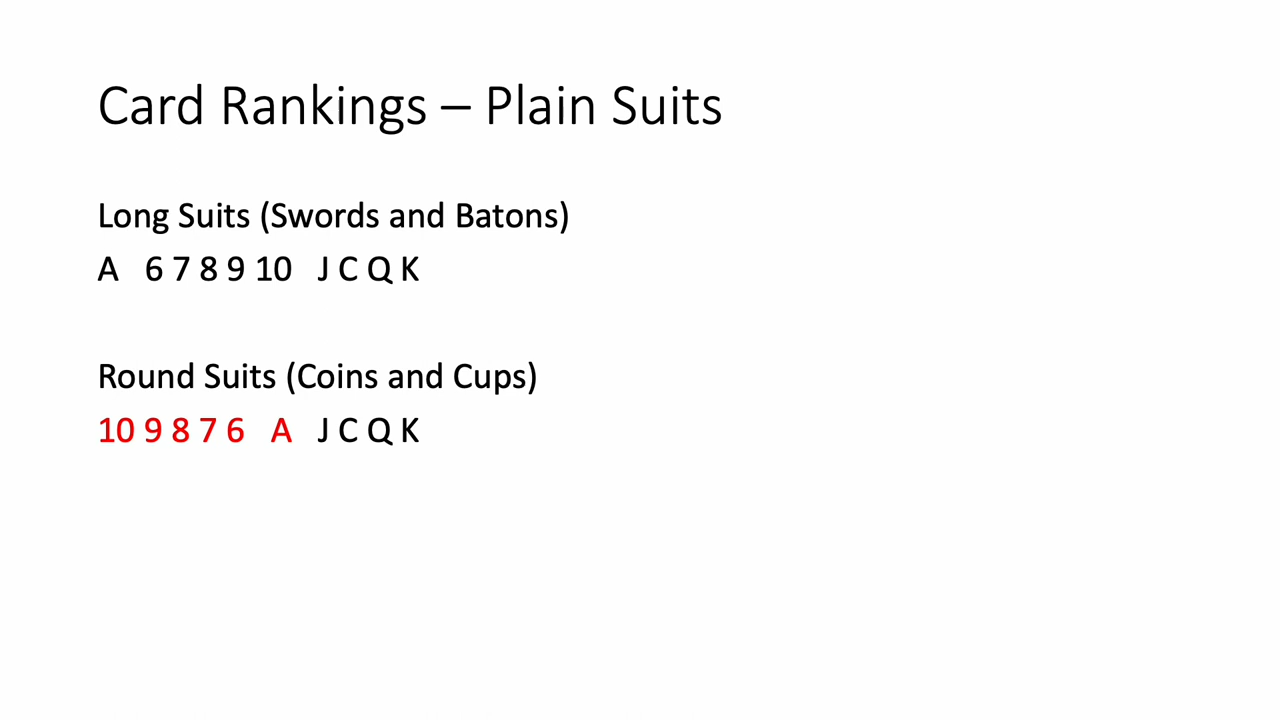 Card Rankings – Plain Suits
Long Suits (Swords and Batons)
A 6 7 8 9 10 J C Q K
Round Suits (Coins and Cups)
10 9 8 7 6 A J C Q K